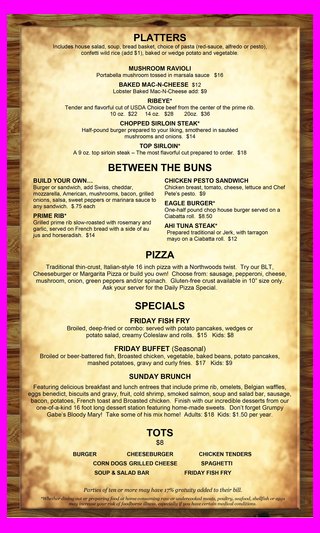 PLATTERS
Includes house salad, soup, bread basket, choice of pasta (red-sauce, alfredo or pesto),
confetti wild rice (add $1), baked or wedge potato and vegetable.
MUSHROOM RAVIOLI
Portabella mushroom tossed in marsala sauce $16
BAKED MAC-N-CHEESE $12
Lobster Baked Mac-N-Cheese add. $9
RIBEYE*
Tender and flavorful cut of USDA Choice beef from the center of the prime rib.
10 oz. $22 14 oz. $28 20oz. $36
CHOPPED SIRLOIN STEAK*
Half-pound burger prepared to your liking, smothered in sautéed
mushrooms and onions. $14
TOP SIRLOIN*
A 9 oz. top sirloin steak – The most flavorful cut prepared to order. $18
BETWEEN THE BUNS
BUILD YOUR OWN…
Burger or sandwich, add Swiss, cheddar,
mozzarella, American, mushrooms, bacon, grilled
onions, salsa, sweet peppers or marinara sauce to
any sandwich. $.75 each
PRIME RIB*
Grilled prime rib slow-roasted with rosemary and
garlic, served on French bread with a side of au
jus and horseradish. $14
CHICKEN PESTO SANDWICH
Chicken breast, tomato, cheese, lettuce and Chef
Pete's pesto. $9
EAGLE BURGER*
One-half pound chop house burger served on a
Ciabatta roll. $8.50
AHI TUNA STEAK*
Prepared traditional or Jerk, with tarragon
mayo on a Ciabatta roll. $12
PIZZA
Traditional thin-crust, Italian-style 16 inch pizza with a Northwoods twist. Try our BLT,
Cheeseburger or Margarita Pizza or build you own! Choose from: sausage, pepperoni, cheese,
mushroom, onion, green peppers and/or spinach. Gluten-free crust available in 10" size only.
Ask your server for the Daily Pizza Special.
SPECIALS
FRIDAY FISH FRY
Broiled, deep-fried or combo: served with potato pancakes, wedges or
potato salad, creamy Coleslaw and rolls. $15 Kids: $8
FRIDAY BUFFET (Seasonal)
Broiled or beer-battered fish, Broasted chicken, vegetable, baked beans, potato pancakes,
mashed potatoes, gravy and curly fries. $17 Kids: $9
SUNDAY BRUNCH
Featuring delicious breakfast and lunch entrees that include prime rib, omelets, Belgian waffles,
eggs benedict, biscuits and gravy, fruit, cold shrimp, smoked salmon, soup and salad bar, sausage,
bacon, potatoes, French toast and Broasted chicken. Finish with our incredible desserts from our
one-of-a-kind 16 foot long dessert station featuring home-made sweets. Don't forget Grumpy
Gabe's Bloody Mary! Take some of his mix home! Adults: $18 Kids: $1.50 per year.
TOTS
$8
BURGER CHEESEBURGER CHICKEN TENDERS
CORN DOGS GRILLED CHEESE SPAGHETTI
SOUP & SALAD BAR FRIDAY FISH FRY
Parties of ten or more may have 17% gratuity added to their bill.
*Whether dining out or preparing food at home consuming raw or undercooked meats, poultry, seafood, shellfish or eggs
may increase your risk of foodborne illness, especially if you have certain medical conditions.